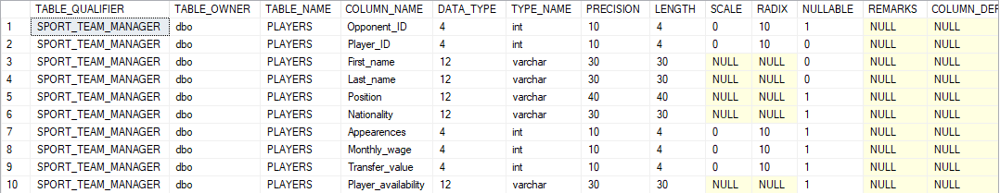 TABLE_QUALIFIER TABLE_OWNER TABLE_NAME COLUMN_NAME DATA_TYPE TYPE_NAME PRECISION LENGTH SCALE RADIX NULLABLE REMARKS COLUMN_DEF
1 SPORT_TEAM_MANAGER dbo PLAYERS Opponent_ID 4 int 10 4 0 10 1 NULL NULL
2 SPORT_TEAM_MANAGER dbo PLAYERS Player_ID 4 int 10 4 0 10 0 NULL NULL
3 SPORT_TEAM_MANAGER dbo PLAYERS First_name 12 varchar 30 30 NULL NULL 0 NULL NULL
4 SPORT_TEAM_MANAGER dbo PLAYERS Last_name 12 varchar 30 30 NULL NULL 0 NULL NULL
5 SPORT_TEAM_MANAGER dbo PLAYERS Position 12 varchar 40 40 NULL NULL 1 NULL NULL
6 SPORT_TEAM_MANAGER dbo PLAYERS Nationality 12 varchar 30 30 NULL NULL 1 NULL NULL
7 SPORT_TEAM_MANAGER dbo PLAYERS Appearences 4 int 10 4 0 10 1 NULL NULL
8 SPORT_TEAM_MANAGER dbo PLAYERS Monthly_wage 4 int 10 4 0 10 1 NULL NULL
9 SPORT_TEAM_MANAGER dbo PLAYERS Transfer_value 4 int 10 4 0 10 1 NULL NULL
10 SPORT_TEAM_MANAGER dbo PLAYERS Player_availability 12 varchar 30 30 NULL NULL 1 NULL NULL